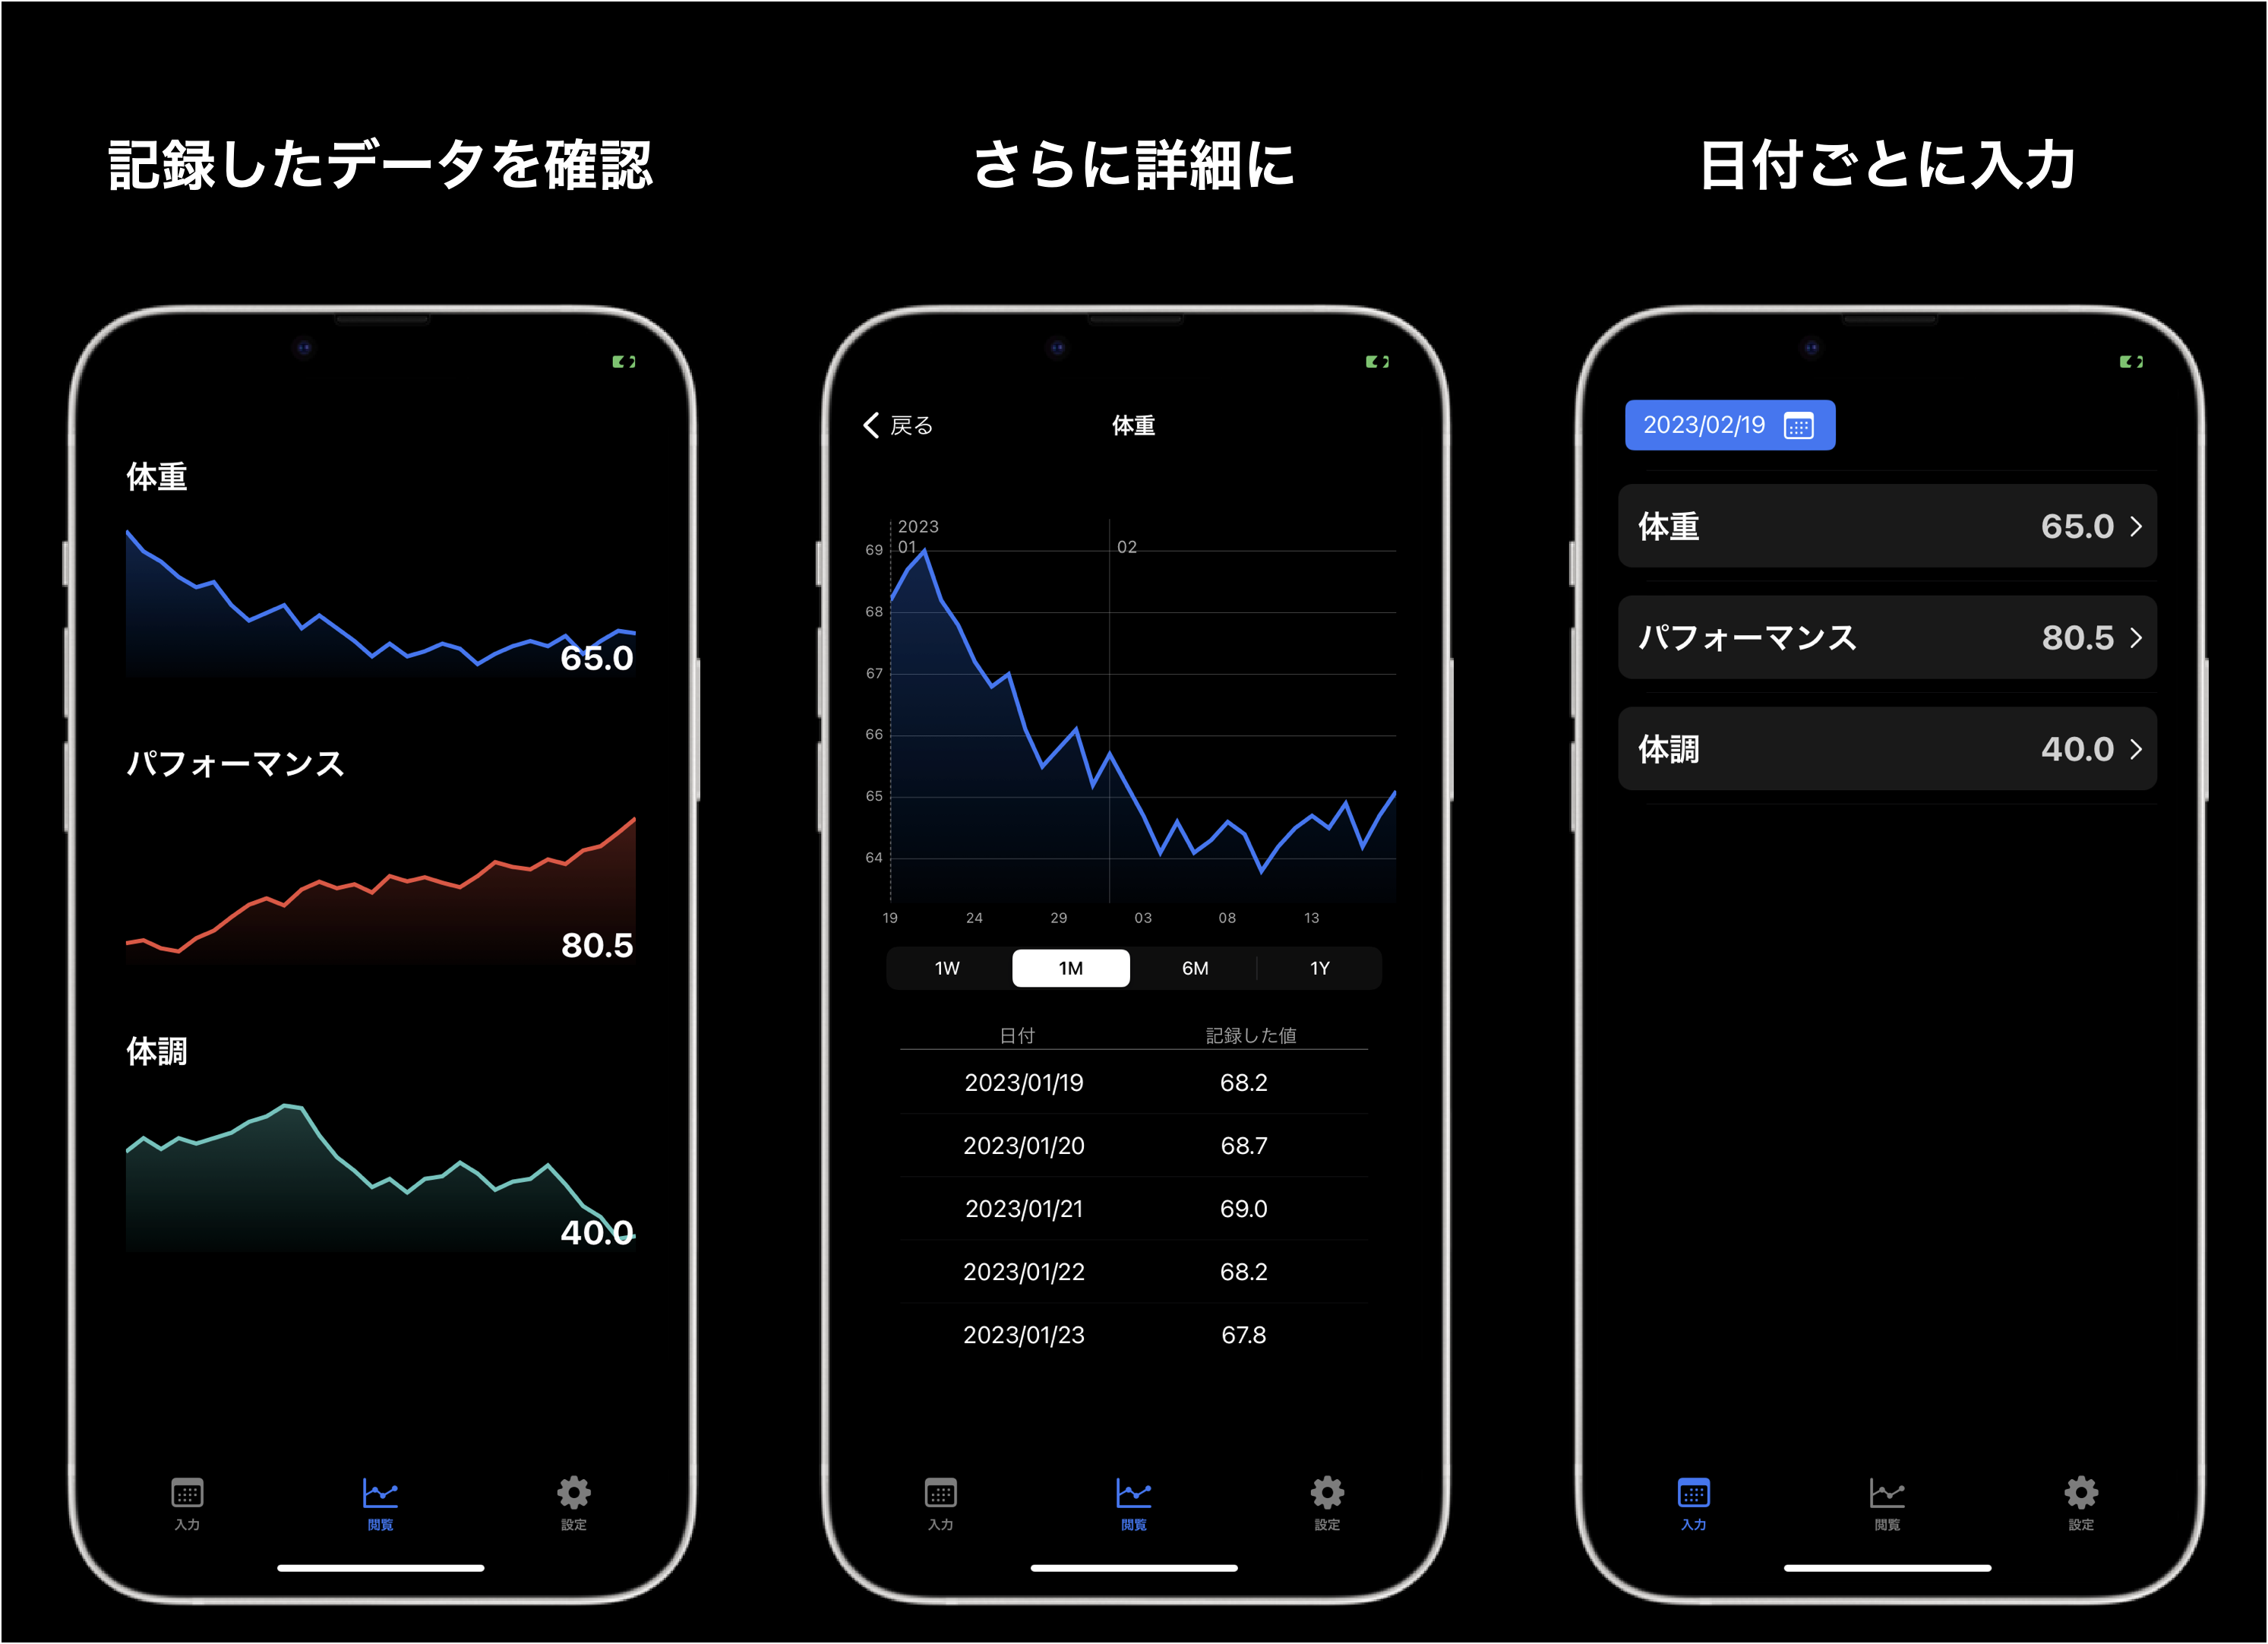 記録したデータを確認
体重
65.0
パフォーマンス
80.5
体調
40.0
入力 閲覧 設定
さらに詳細に
戻る 体重
2023
01 02
69
68
67
66
65
64
19 24 29 03 08 13
1W 1M 6M 1Y
日付 記録した値
2023/01/19 68.2
2023/01/20 68.7
2023/01/21 69.0
2023/01/22 68.2
2023/01/23 67.8
入力 閲覧 設定
日付ごとに入力
2023/02/19
体重 65.0
パフォーマンス 80.5
体調 40.0
入力 閲覧 設定